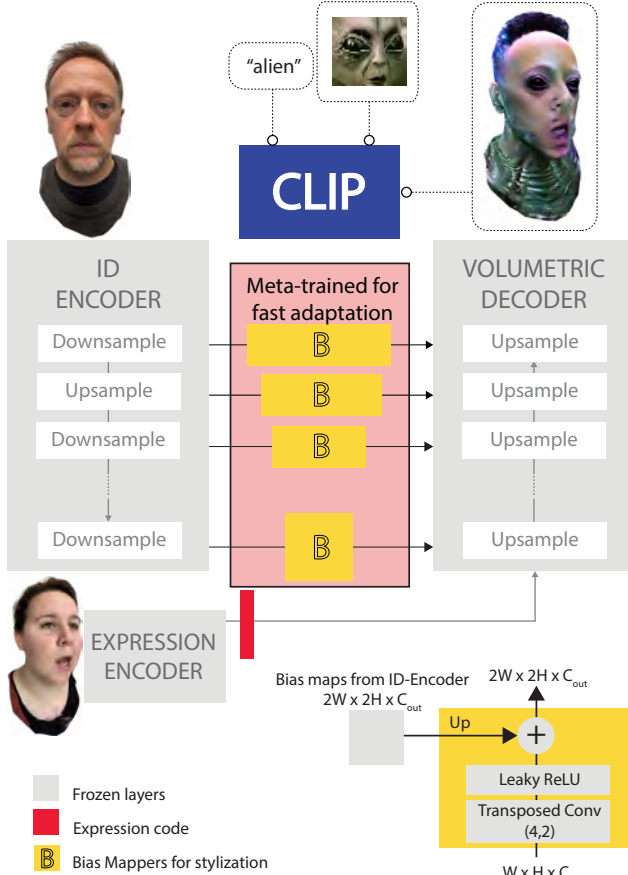 “alien”
CLIP
ID
ENCODER
Downsample
Upsample
Downsample
Downsample
Meta-trained for
fast adaptation
B
B
B
B
VOLUMETRIC
DECODER
Upsample
Upsample
Upsample
Upsample
EXPRESSION
ENCODER
Bias maps from ID-Encoder
2W x 2H x Cout
2W x 2H x Cout
Up
+
Leaky ReLU
Transposed Conv
(4,2)
W x H x C
Frozen layers
Expression code
B Bias Mappers for stylization